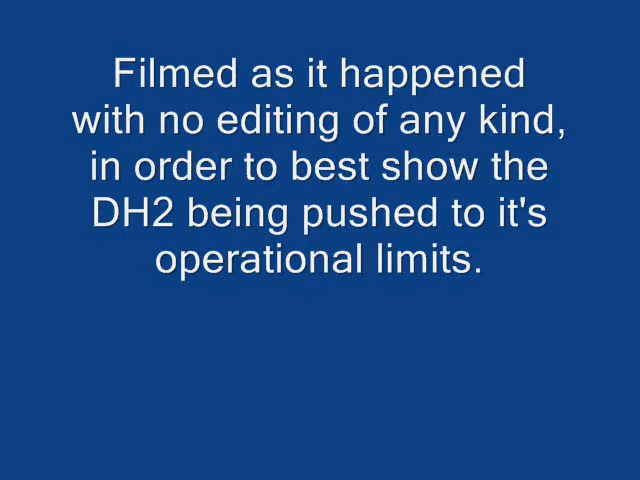 Filmed as it happened
with no editing of any kind,
in order to best show the
DH2 being pushed to it's
operational limits.